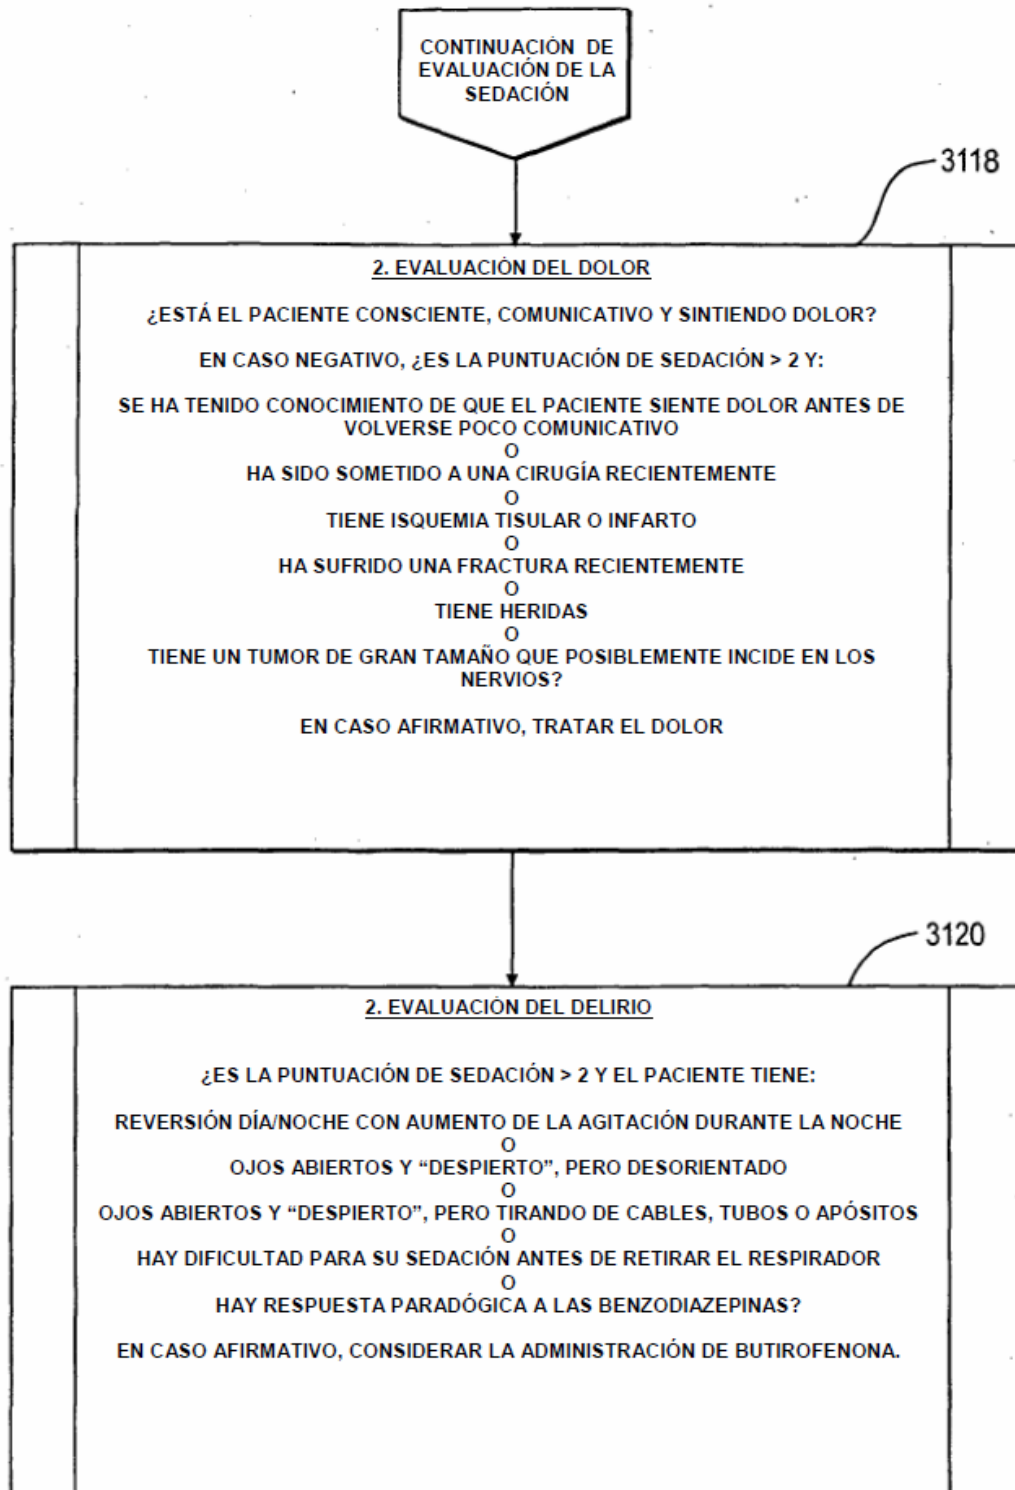 CONTINUACIÓN DE
EVALUACIÓN DE LA
SEDACIÓN
3118
2. EVALUACIÓN DEL DOLOR
¿ESTÁ EL PACIENTE CONSCIENTE, COMUNICATIVO Y SINTIENDO DOLOR?
EN CASO NEGATIVO, ¿ES LA PUNTUACIÓN DE SEDACIÓN > 2 Y:
SE HA TENIDO CONOCIMIENTO DE QUE EL PACIENTE SIENTE DOLOR ANTES DE
VOLVERSE POCO COMUNICATIVO
O
HA SIDO SOMETIDO A UNA CIRUGÍA RECIENTEMENTE
O
TIENE ISQUEMIA TISULAR O INFARTO
O
HA SUFRIDO UNA FRACTURA RECIENTEMENTE
O
TIENE HERIDAS
O
TIENE UN TUMOR DE GRAN TAMAÑO QUE POSIBLEMENTE INCIDE EN LOS
NERVIOS?
EN CASO AFIRMATIVO, TRATAR EL DOLOR
3120
2. EVALUACIÓN DEL DELIRIO
¿ES LA PUNTUACIÓN DE SEDACIÓN > 2 Y EL PACIENTE TIENE:
REVERSIÓN DÍA/NOCHE CON AUMENTO DE LA AGITACIÓN DURANTE LA NOCHE
O
OJOS ABIERTOS Y “DESPIERTO”, PERO DESORIENTADO
O
OJOS ABIERTOS Y “DESPIERTO”, PERO TIRANDO DE CABLES, TUBOS O APÓSITOS
O
HAY DIFICULTAD PARA SU SEDACIÓN ANTES DE RETIRAR EL RESPIRADOR
O
HAY RESPUESTA PARADÓGICA A LAS BENZODIAZEPINAS?
EN CASO AFIRMATIVO, CONSIDERAR LA ADMINISTRACIÓN DE BUTIROFENONA.